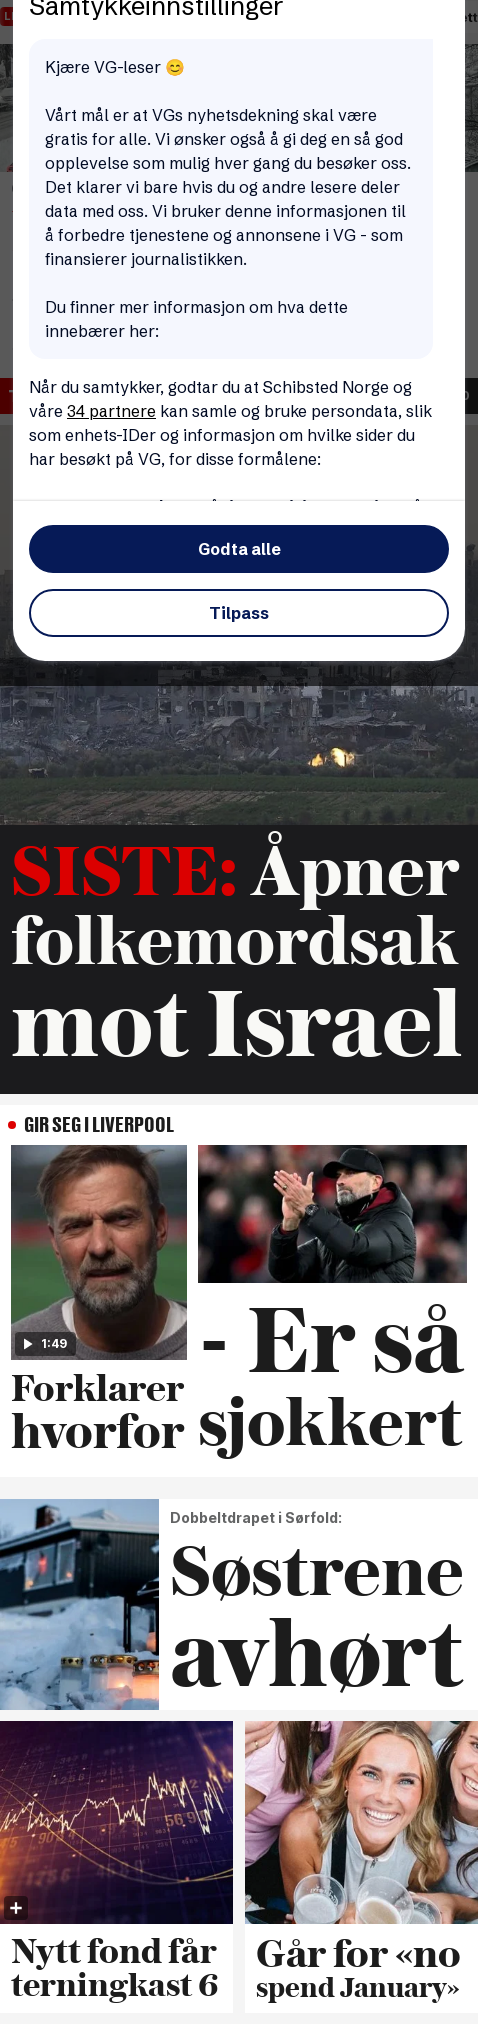 Samtykkeinnstillinger
Kjære VG-leser 😊
Vårt mål er at VGs nyhetsdekning skal være
gratis for alle. Vi ønsker også å gi deg en så god
opplevelse som mulig hver gang du besøker oss.
Det klarer vi bare hvis du og andre lesere deler
data med oss. Vi bruker denne informasjonen til
å forbedre tjenestene og annonsene i VG - som
finansierer journalistikken.
Du finner mer informasjon om hva dette
innebærer her:
Når du samtykker, godtar du at Schibsted Norge og
våre 34 partnere kan samle og bruke persondata, slik
som enhets-IDer og informasjon om hvilke sider du
har besøkt på VG, for disse formålene:
Godta alle
Tilpass
SISTE: Åpner
folkemordsak
mot Israel
GIR SEG I LIVERPOOL
1:49
Forklarer
hvorfor
- Er så
sjokkert
Dobbeltdrapet i Sørfold:
Søstrene
avhørt
Nytt fond får
terningkast 6
Går for «no
spend January»